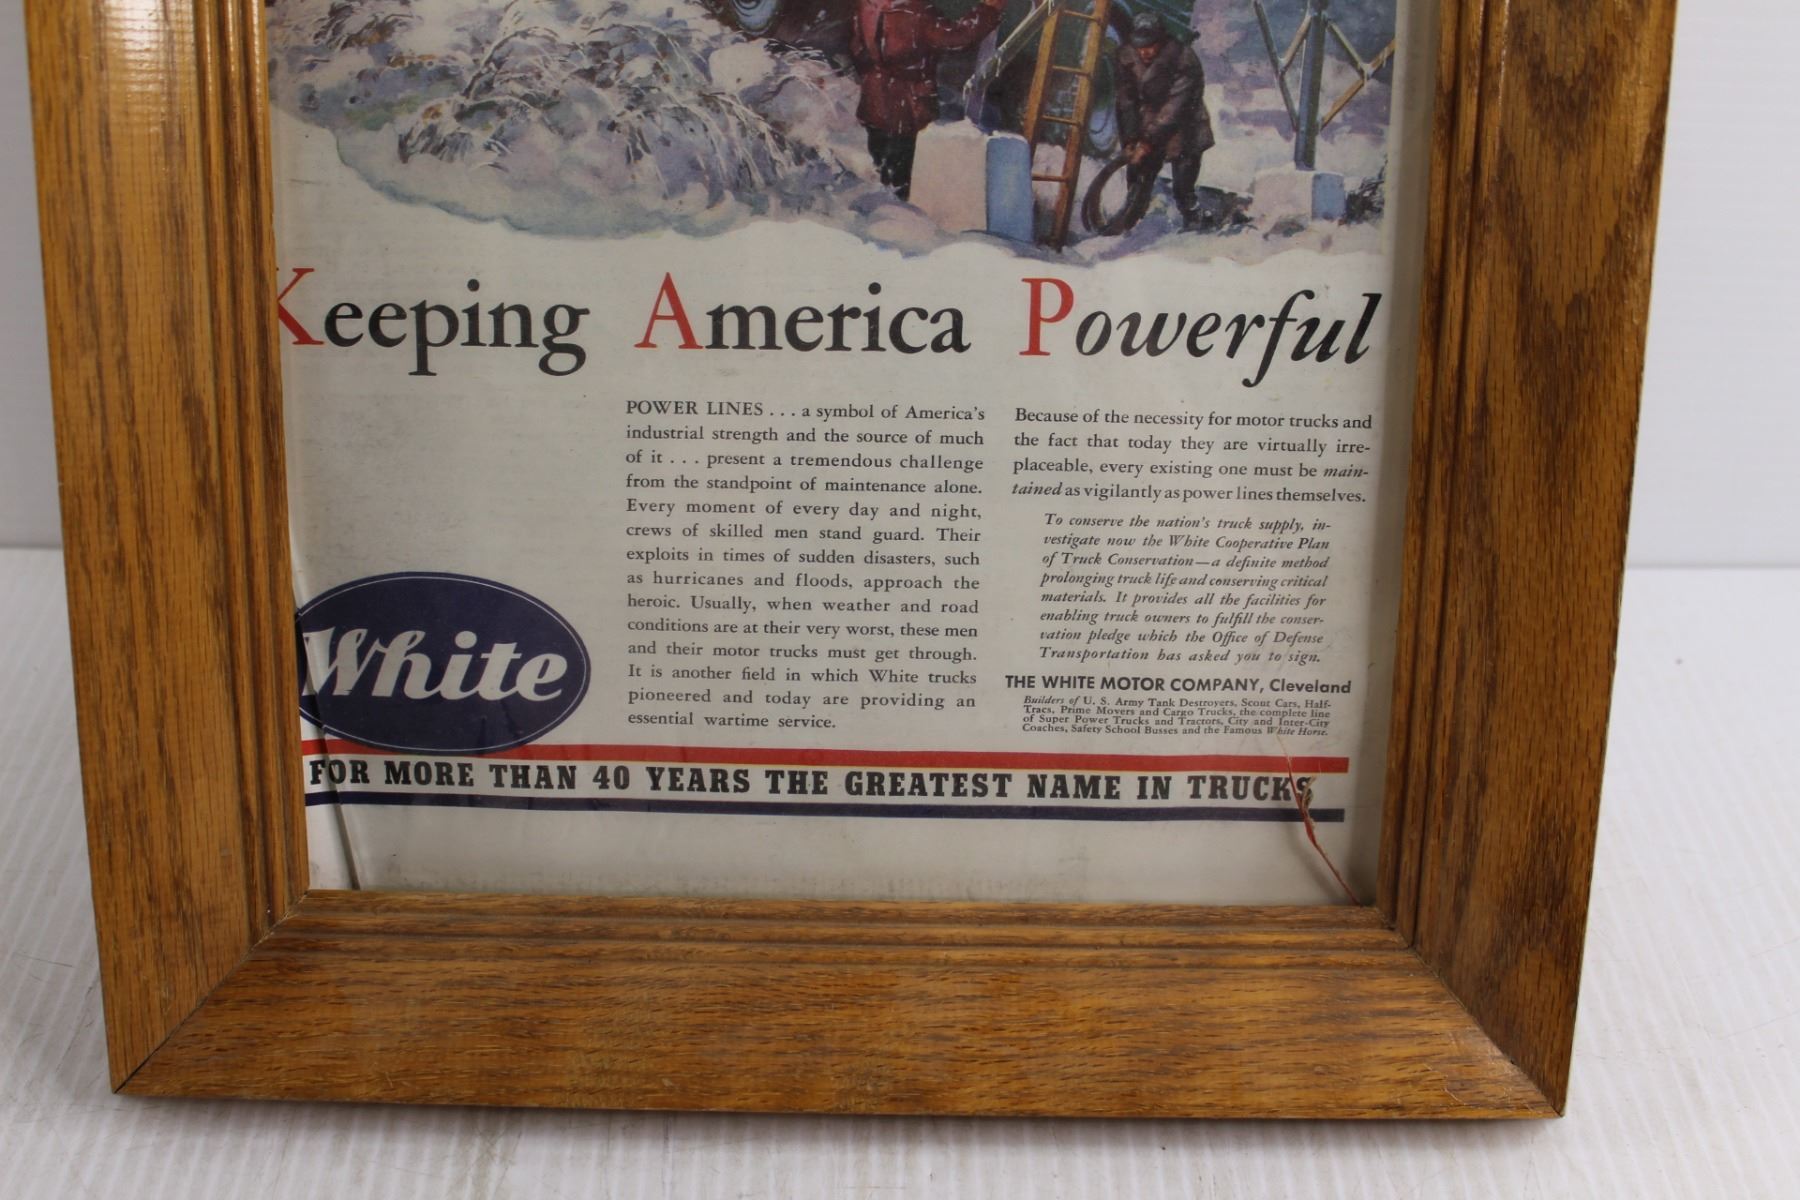 Keeping America Powerful
POWER LINES . . . a symbol of America's
industrial strength and the source of much
of it . . . present a tremendous challenge
from the standpoint of maintenance alone.
Every moment of every day and night,
crews of skilled men stand guard. Their
exploits in times of sudden disasters, such
as hurricanes and floods, approach the
heroic. Usually, when weather and road
conditions are at their very worst, these men
and their motor trucks must get through.
It is another field in which White trucks
pioneered and today are providing an
essential wartime service.
Because of the necessity for motor trucks and
the fact that today they are virtually irre-
placeable, every existing one must be main-
tained as vigilantly as power lines themselves.
To conserve the nation's truck supply, in-
vestigate now the White Cooperative Plan
of Truck Conservation—a definite method
prolonging truck life and conserving critical
materials. It provides all the facilities for
enabling truck owners to fulfill the conser-
vation pledge which the Office of Defense
Transportation has asked you to sign.
THE WHITE MOTOR COMPANY, Cleveland
Builders of U. S. Army Tank Destroyers, Scout Cars, Half-
Tracs, Prime Movers and Cargo Trucks, the complete line
of Super Power Trucks and Tractors, City and Inter-City
Coaches, Safety School Busses and the Famous White Horse.
White
FOR MORE THAN 40 YEARS THE GREATEST NAME IN TRUCKS